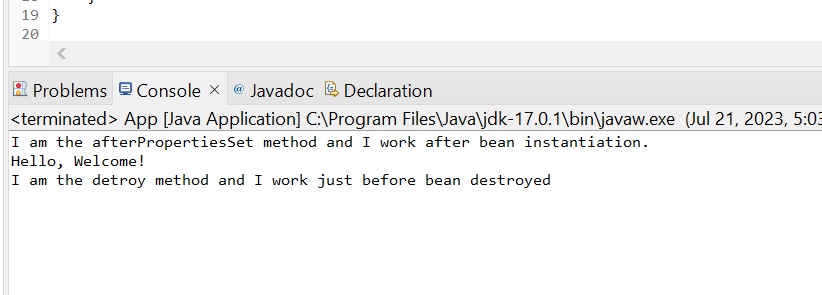 19 }
20
Problems Console × @ Javadoc Declaration
<terminated> App [Java Application] C:\Program Files\Java\jdk-17.0.1\bin\javaw.exe (Jul 21, 2023, 5:03
I am the afterPropertiesSet method and I work after bean instantiation.
Hello, Welcome!
I am the detroy method and I work just before bean destroyed